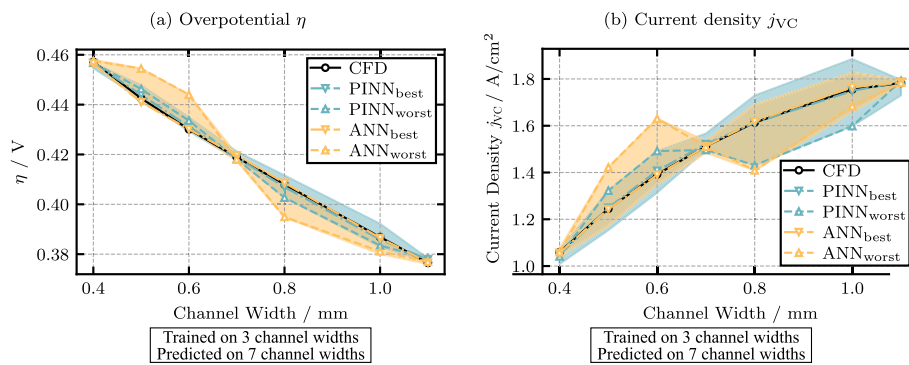 (a) Overpotential η
(b) Current density j_VC
0.46
0.44
0.42
0.40
0.38
η / V
CFD
PINN_best
PINN_worst
ANN_best
ANN_worst
0.4 0.6 0.8 1.0
Channel Width / mm
Trained on 3 channel widths
Predicted on 7 channel widths
1.8
1.6
1.4
1.2
1.0
Current Density j_VC / A/cm²
CFD
PINN_best
PINN_worst
ANN_best
ANN_worst
0.4 0.6 0.8 1.0
Channel Width / mm
Trained on 3 channel widths
Predicted on 7 channel widths